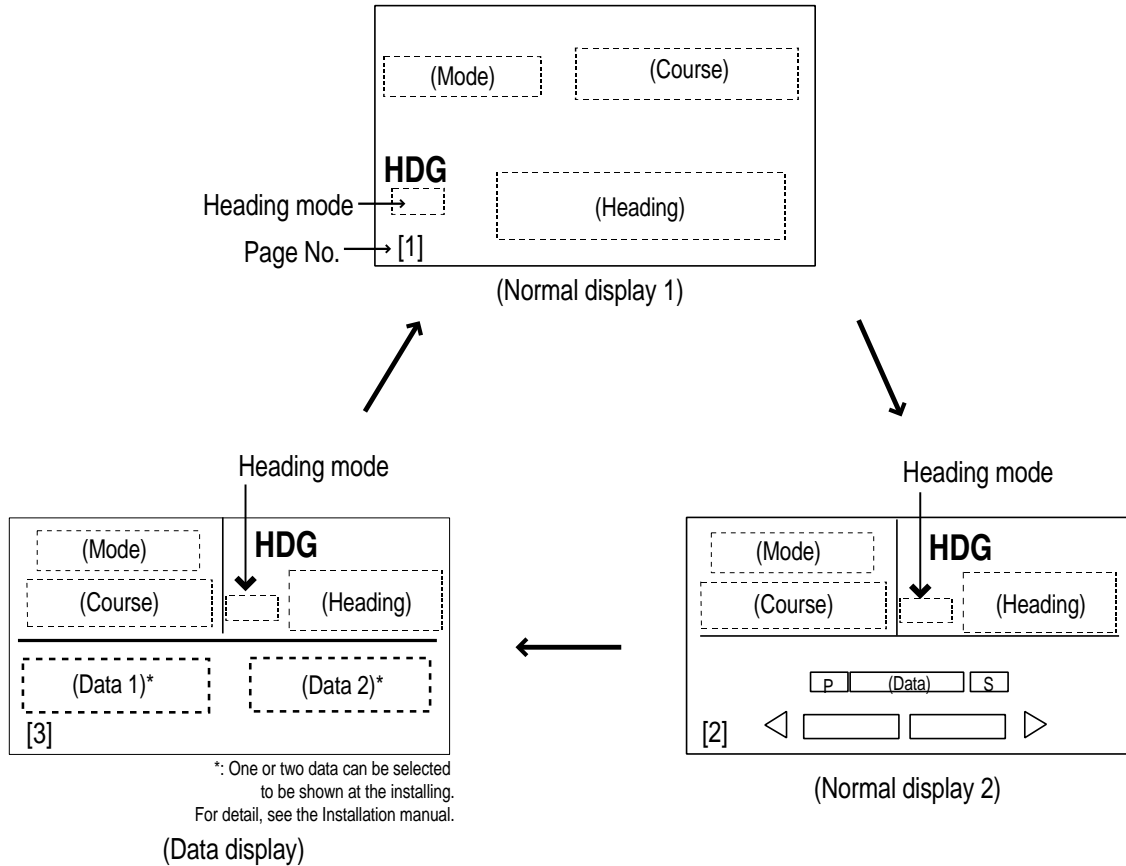 (Mode)
(Course)
HDG
Heading mode
(Heading)
Page No.
[1]
(Normal display 1)
Heading mode
(Mode)
HDG
(Course)
(Heading)
(Data 1)*
(Data 2)*
[3]
*: One or two data can be selected
to be shown at the installing.
For detail, see the Installation manual.
(Data display)
Heading mode
(Mode)
HDG
(Course)
(Heading)
P
(Data)
S
[2]
(Normal display 2)